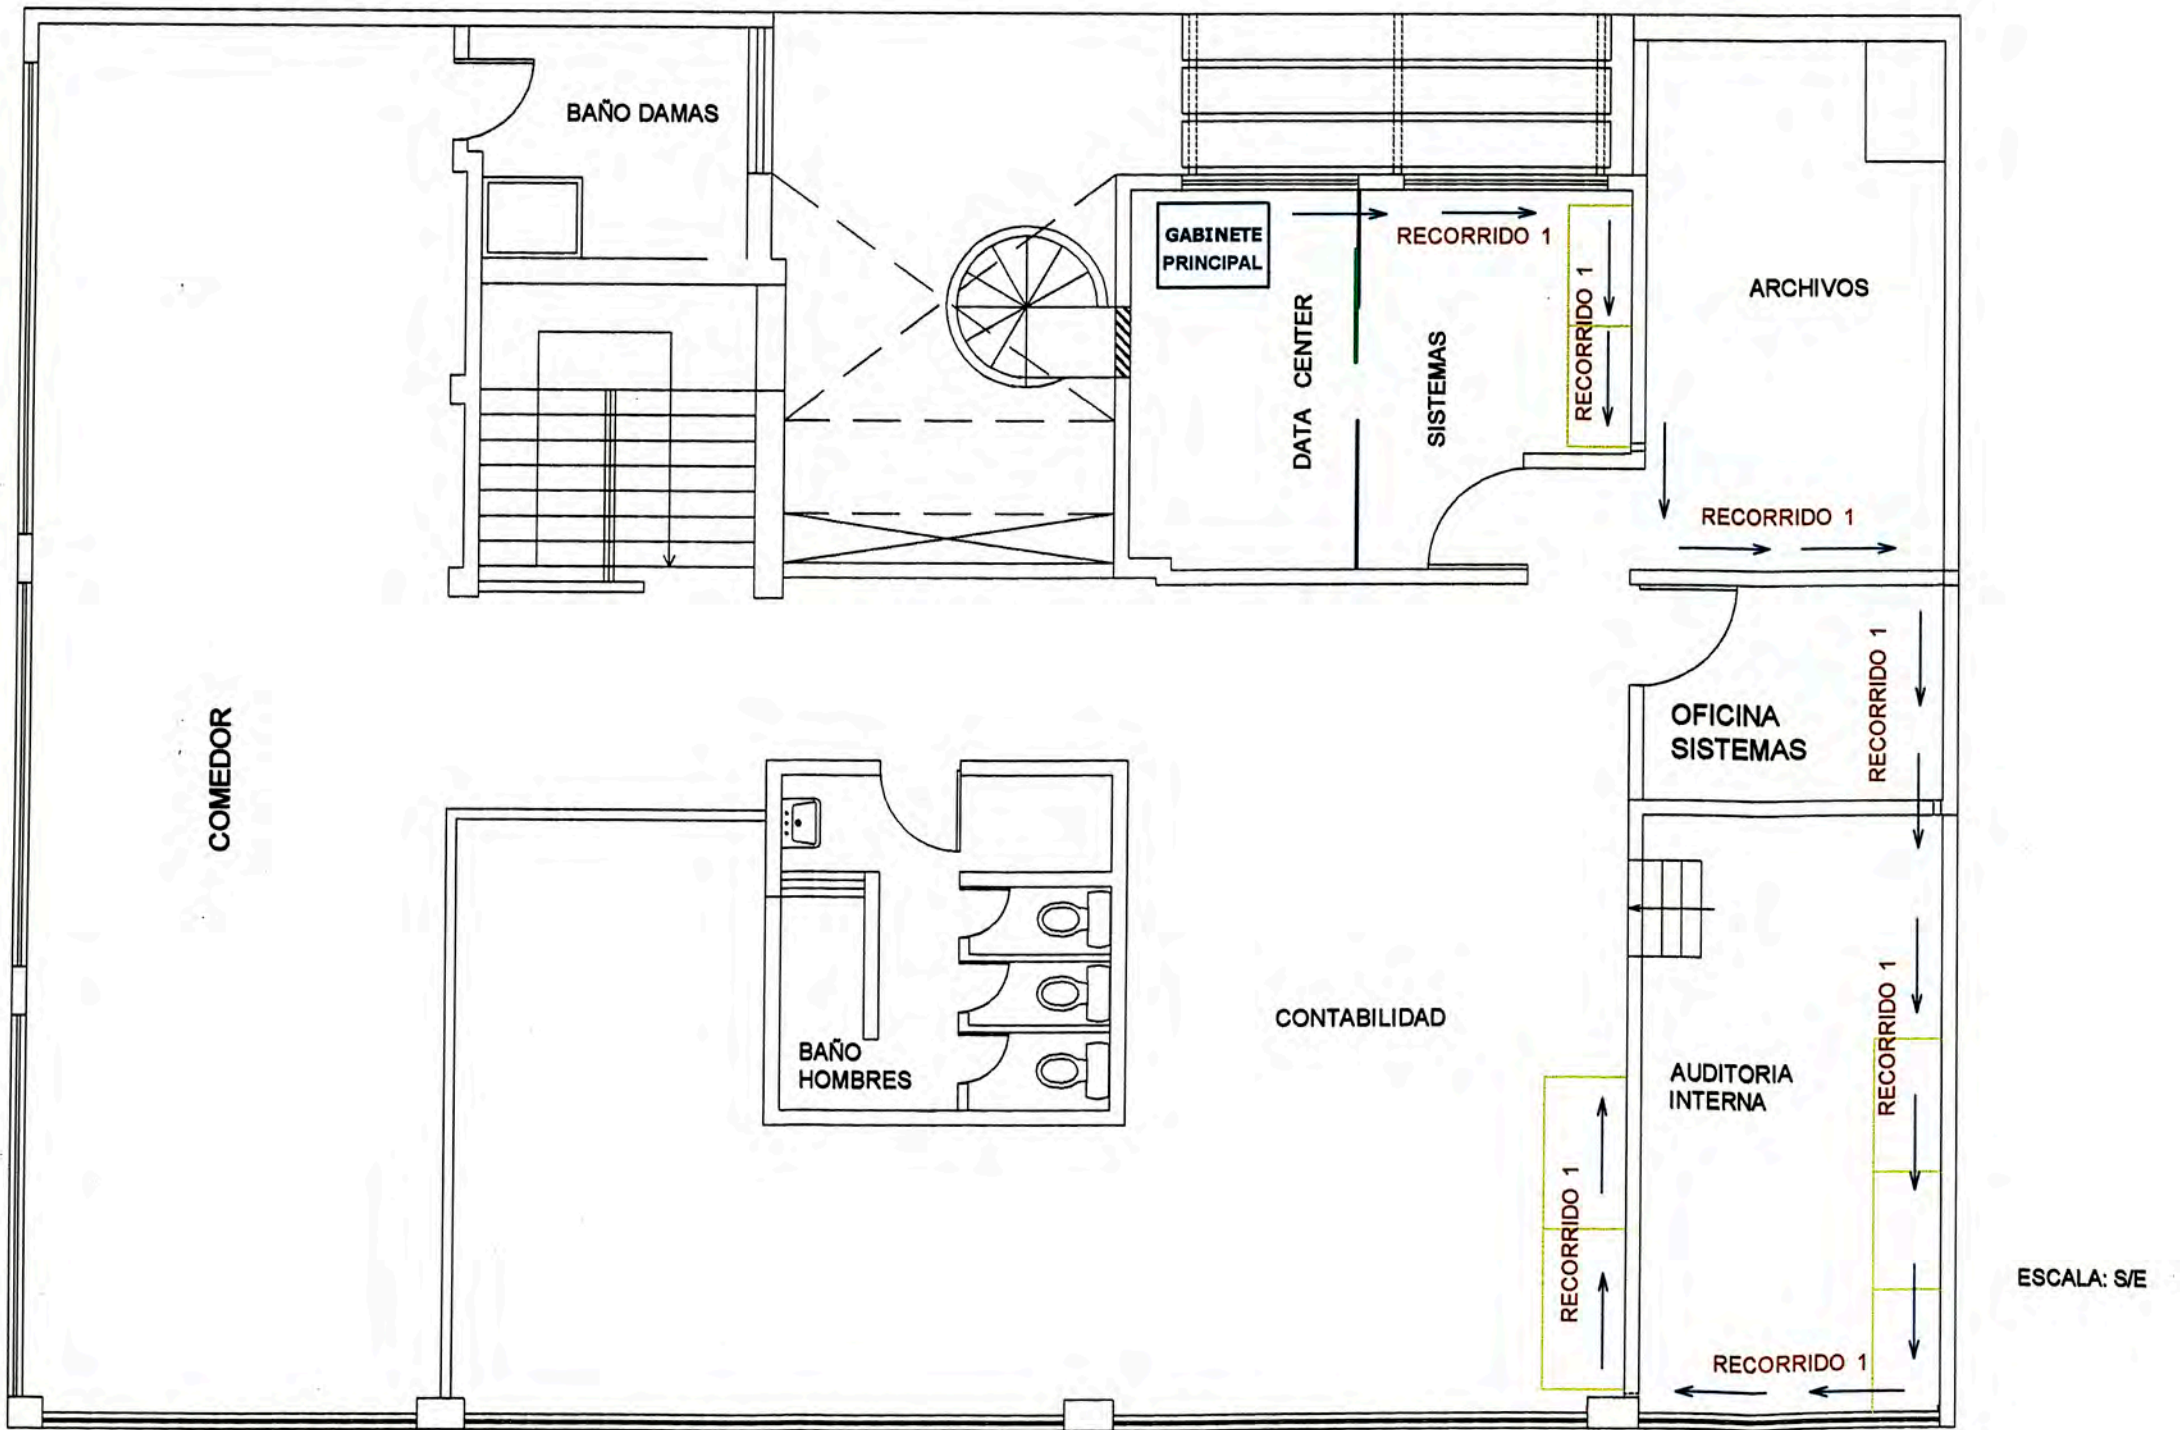 BAÑO DAMAS
GABINETE
PRINCIPAL
RECORRIDO 1
RECORRIDO 1
DATA CENTER
SISTEMAS
ARCHIVOS
RECORRIDO 1
RECORRIDO 1
OFICINA
SISTEMAS
COMEDOR
BAÑO
HOMBRES
CONTABILIDAD
RECORRIDO 1
AUDITORIA
INTERNA
RECORRIDO 1
RECORRIDO 1
ESCALA: S/E